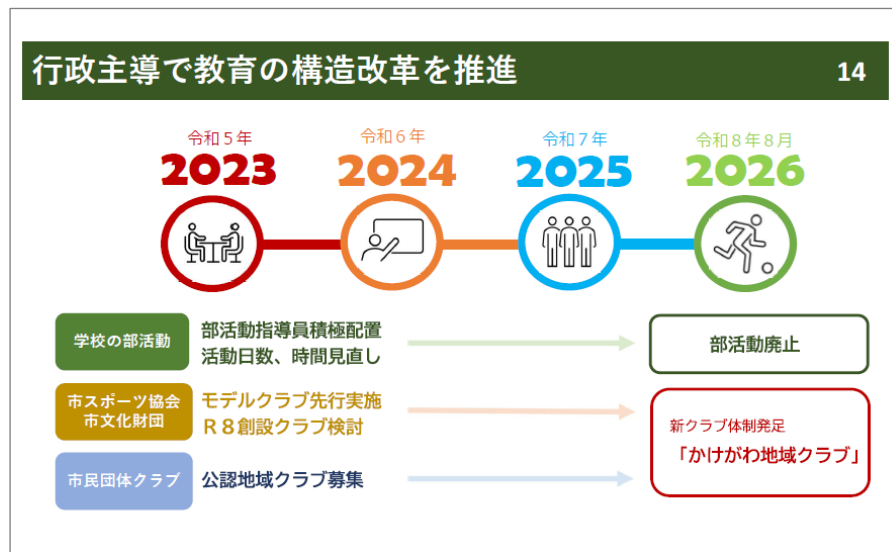 行政主導で教育の構造改革を推進
14
令和5年
令和6年
令和7年
令和8年8月
2023
2024
2025
2026
学校の部活動
部活動指導員積極配置
活動日数、時間見直し
部活動廃止
市スポーツ協会
市文化財団
モデルクラブ先行実施
R8創設クラブ検討
新クラブ体制発足
「かけがわ地域クラブ」
市民団体クラブ
公認地域クラブ募集